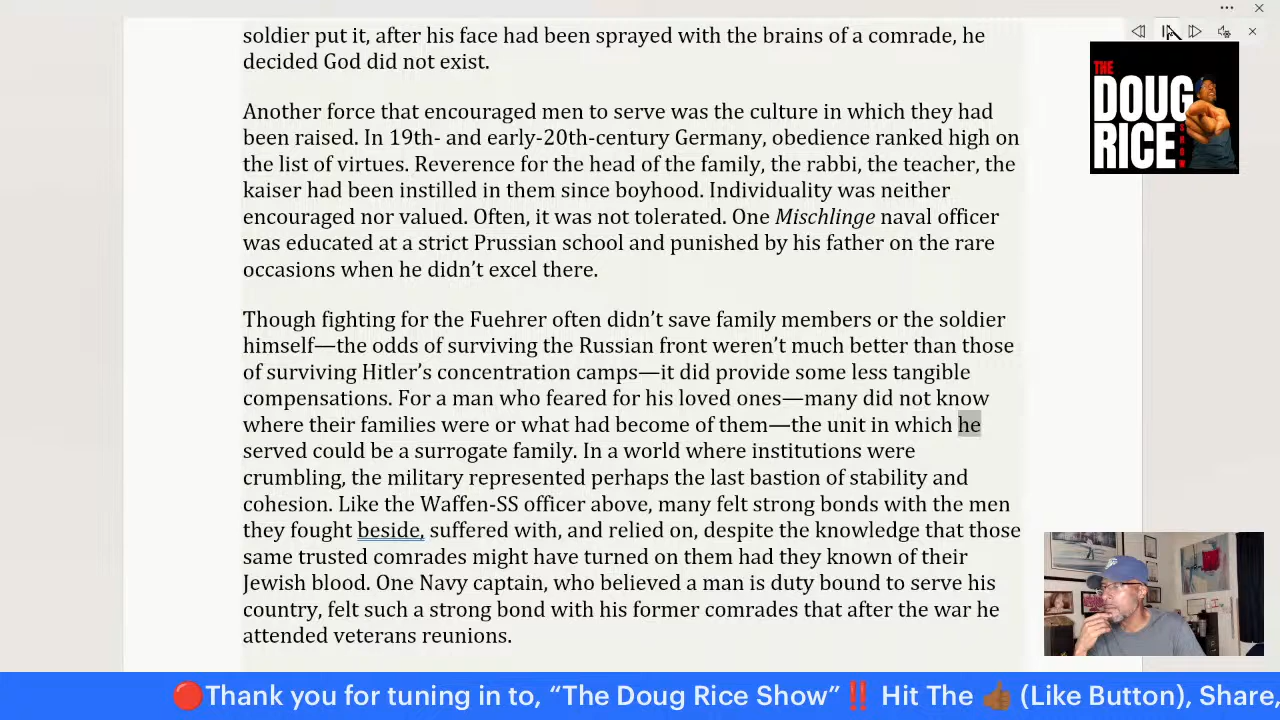 soldier put it, after his face had been sprayed with the brains of a comrade, he
decided God did not exist.
Another force that encouraged men to serve was the culture in which they had
been raised. In 19th- and early-20th-century Germany, obedience ranked high on
the list of virtues. Reverence for the head of the family, the rabbi, the teacher, the
kaiser had been instilled in them since boyhood. Individuality was neither
encouraged nor valued. Often, it was not tolerated. One Mischlinge naval officer
was educated at a strict Prussian school and punished by his father on the rare
occasions when he didn’t excel there.
Though fighting for the Fuehrer often didn’t save family members or the soldier
himself—the odds of surviving the Russian front weren’t much better than those
of surviving Hitler’s concentration camps—it did provide some less tangible
compensations. For a man who feared for his loved ones—many did not know
where their families were or what had become of them—the unit in which he
served could be a surrogate family. In a world where institutions were
crumbling, the military represented perhaps the last bastion of stability and
cohesion. Like the Waffen-SS officer above, many felt strong bonds with the men
they fought beside, suffered with, and relied on, despite the knowledge that those
same trusted comrades might have turned on them had they known of their
Jewish blood. One Navy captain, who believed a man is duty bound to serve his
country, felt such a strong bond with his former comrades that after the war he
attended veterans reunions.
THE
DOUG
RICE
SHOW
🔴Thank you for tuning in to, “The Doug Rice Show”‼️ Hit The 👍🏾 (Like Button), Share,